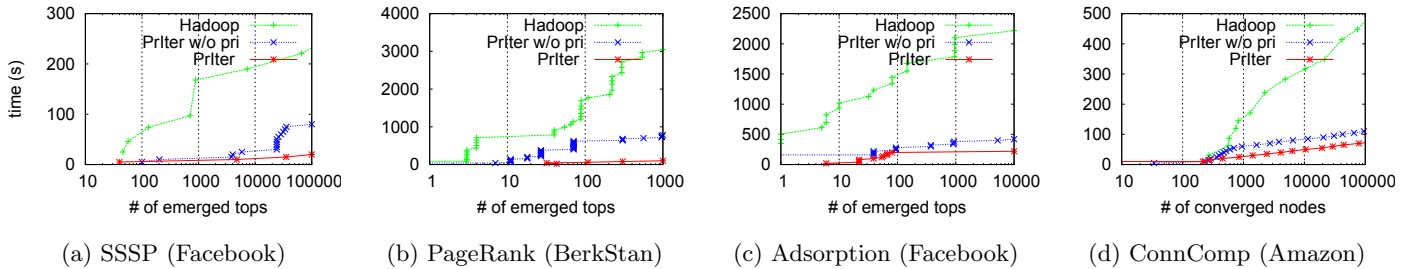 Hadoop
PrIter w/o pri
PrIter
time (s)
300
200
100
0
10 100 1000 10000 100000
# of emerged tops
(a) SSSP (Facebook)
Hadoop
PrIter w/o pri
PrIter
4000
3000
2000
1000
0
1 10 100 1000
# of emerged tops
(b) PageRank (BerkStan)
Hadoop
PrIter w/o pri
PrIter
2500
2000
1500
1000
500
0
1 10 100 1000 10000
# of emerged tops
(c) Adsorption (Facebook)
Hadoop
PrIter w/o pri
PrIter
500
400
300
200
100
0
10 100 1000 10000 100000
# of converged nodes
(d) ConnComp (Amazon)